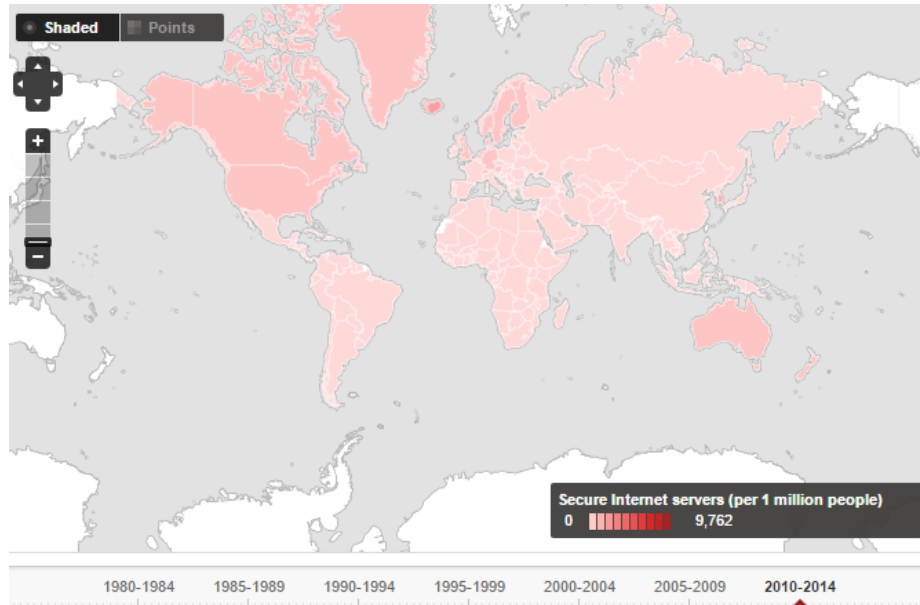 Shaded Points
+
−
Secure Internet servers (per 1 million people)
0 9,762
1980-1984 1985-1989 1990-1994 1995-1999 2000-2004 2005-2009 2010-2014